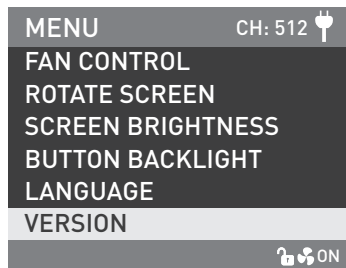 MENU CH: 512
FAN CONTROL
ROTATE SCREEN
SCREEN BRIGHTNESS
BUTTON BACKLIGHT
LANGUAGE
VERSION
ON